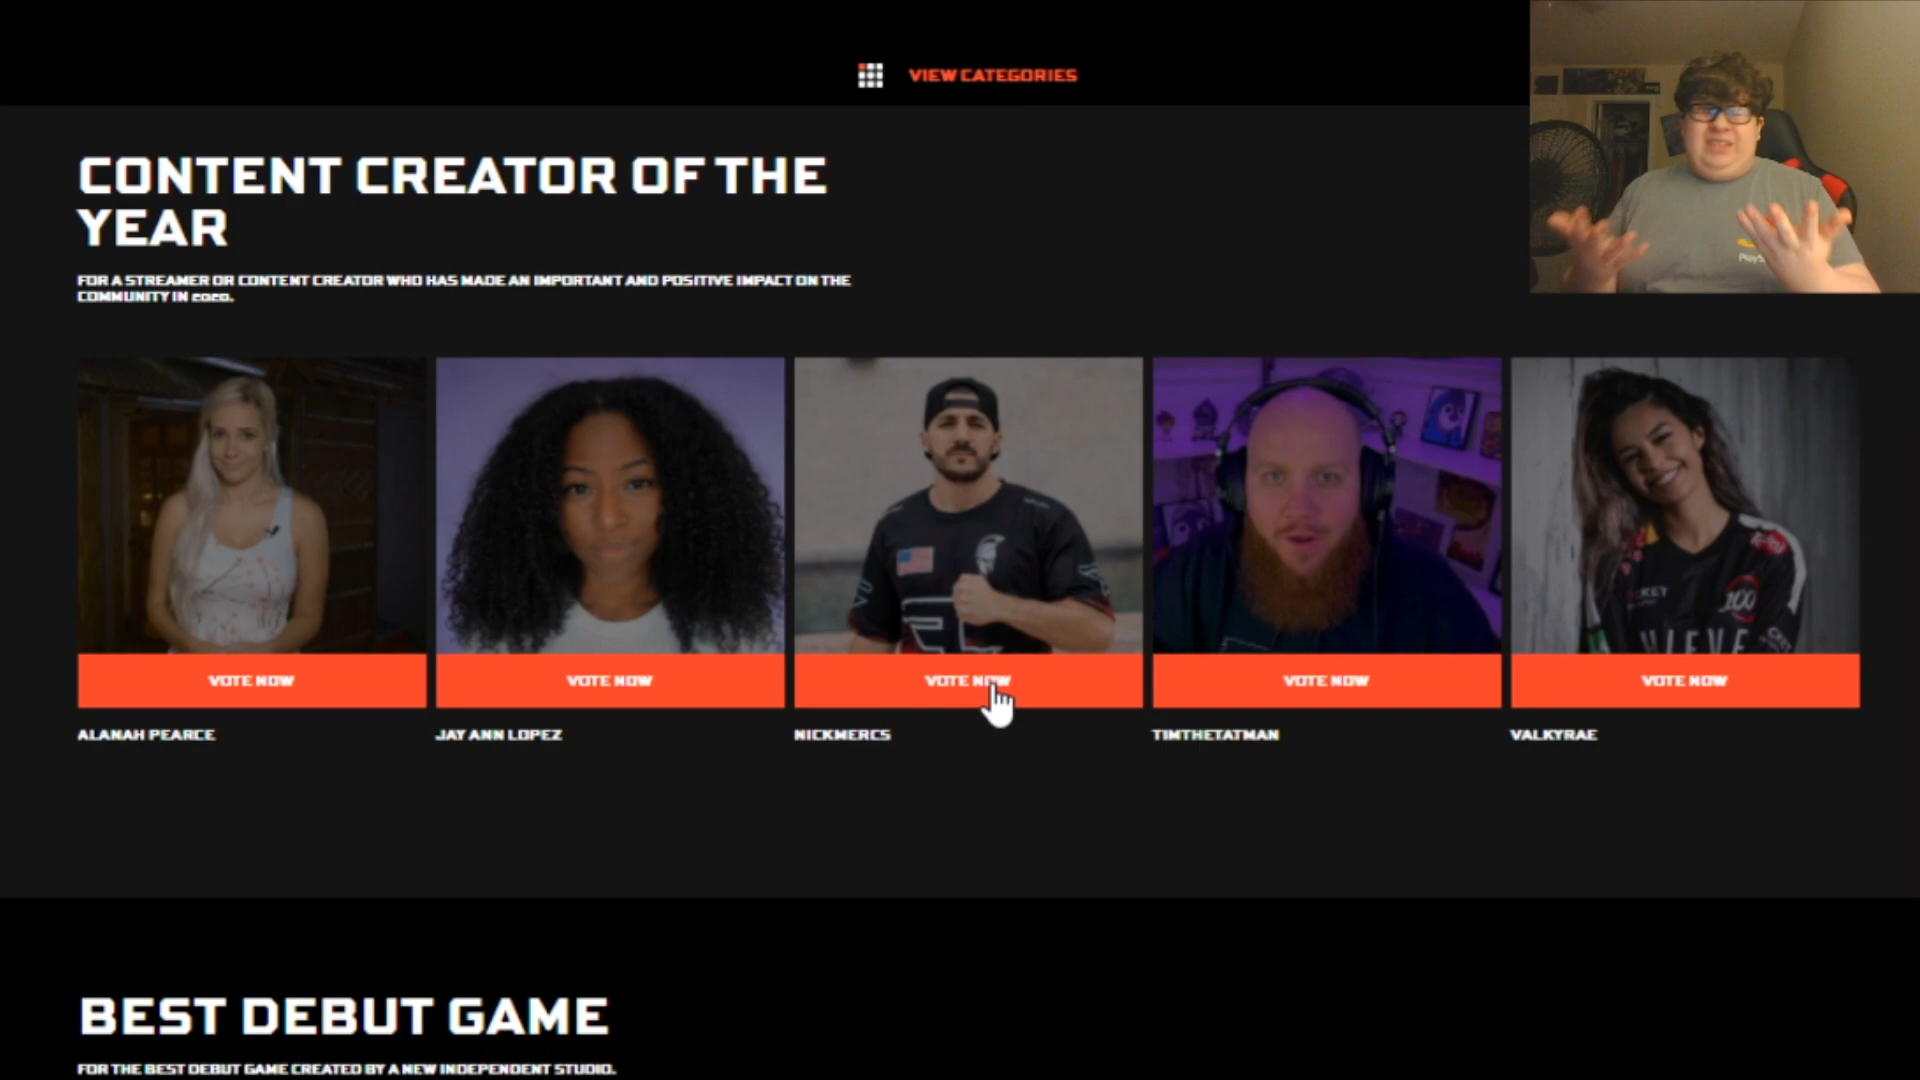 VIEW CATEGORIES
CONTENT CREATOR OF THE
YEAR
FOR A STREAMER OR CONTENT CREATOR WHO HAS MADE AN IMPORTANT AND POSITIVE IMPACT ON THE
COMMUNITY IN 2020.
VOTE NOW
VOTE NOW
VOTE NOW
VOTE NOW
VOTE NOW
ALANAH PEARCE
JAY ANN LOPEZ
NICKMERCS
TIMTHETATMAN
VALKYRAE
BEST DEBUT GAME
FOR THE BEST DEBUT GAME CREATED BY A NEW INDEPENDENT STUDIO.